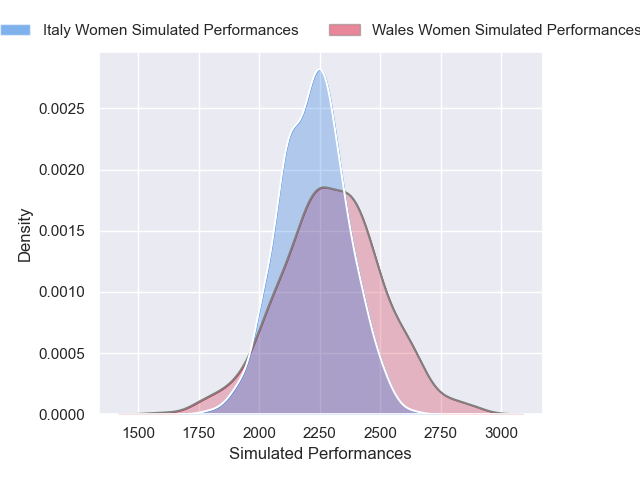 Italy Women Simulated Performances Wales Women Simulated Performances
0.0025
0.0020
0.0015
0.0010
0.0005
0.0000
Density
1500 1750 2000 2250 2500 2750 3000
Simulated Performances